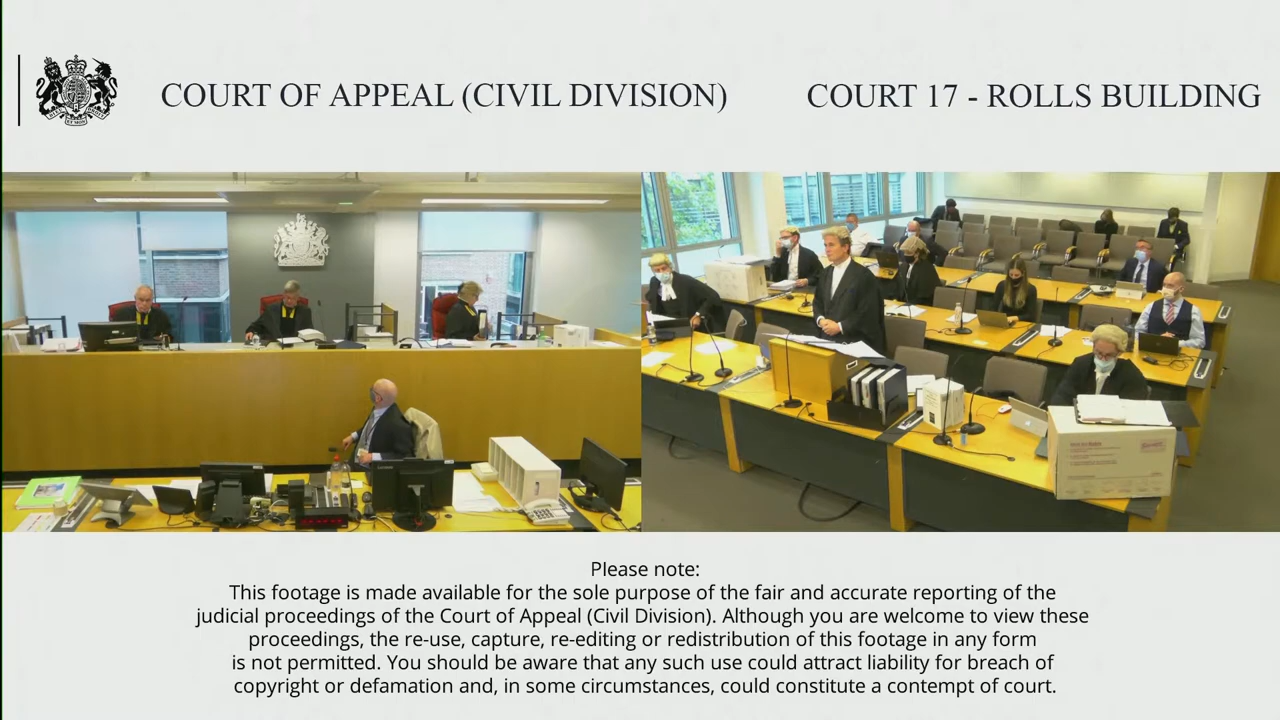 COURT OF APPEAL (CIVIL DIVISION)
COURT 17 - ROLLS BUILDING
Please note:
This footage is made available for the sole purpose of the fair and accurate reporting of the
judicial proceedings of the Court of Appeal (Civil Division). Although you are welcome to view these
proceedings, the re-use, capture, re-editing or redistribution of this footage in any form
is not permitted. You should be aware that any such use could attract liability for breach of
copyright or defamation and, in some circumstances, could constitute a contempt of court.